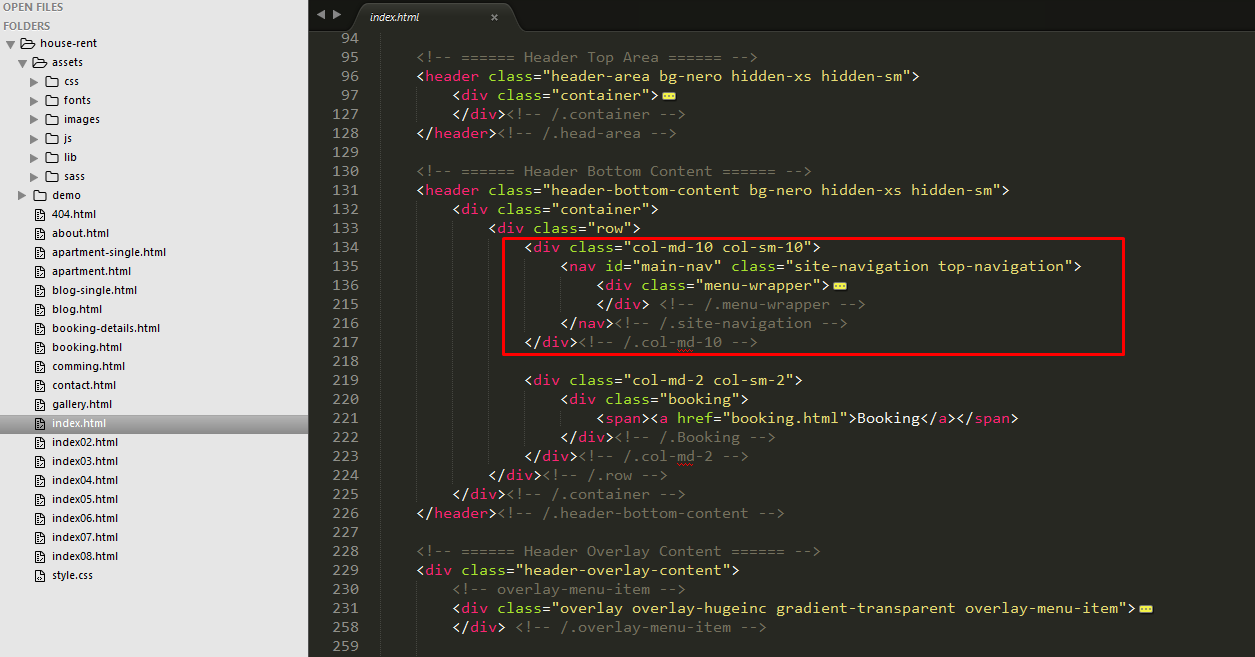 OPEN FILES
FOLDERS
house-rent
assets
css
fonts
images
js
lib
sass
demo
404.html
about.html
apartment-single.html
apartment.html
blog-single.html
blog.html
booking-details.html
booking.html
comming.html
contact.html
gallery.html
index.html
index02.html
index03.html
index04.html
index05.html
index06.html
index07.html
index08.html
style.css
index.html ×
94
95 <!-- ====== Header Top Area ====== -->
96 <header class="header-area bg-nero hidden-xs hidden-sm">
97 <div class="container">
127 </div><!-- /.container -->
128 </header><!-- /.head-area -->
129
130 <!-- ====== Header Bottom Content ====== -->
131 <header class="header-bottom-content bg-nero hidden-xs hidden-sm">
132 <div class="container">
133 <div class="row">
134 <div class="col-md-10 col-sm-10">
135 <nav id="main-nav" class="site-navigation top-navigation">
136 <div class="menu-wrapper">
215 </div> <!-- /.menu-wrapper -->
216 </nav><!-- /.site-navigation -->
217 </div><!-- /.col-md-10 -->
218
219 <div class="col-md-2 col-sm-2">
220 <div class="booking">
221 <span><a href="booking.html">Booking</a></span>
222 </div><!-- /.Booking -->
223 </div><!-- /.col-md-2 -->
224 </div><!-- /.row -->
225 </div><!-- /.container -->
226 </header><!-- /.header-bottom-content -->
227
228 <!-- ====== Header Overlay Content ====== -->
229 <div class="header-overlay-content">
230 <!-- overlay-menu-item -->
231 <div class="overlay overlay-hugeinc gradient-transparent overlay-menu-item">
258 </div> <!-- /.overlay-menu-item -->
259